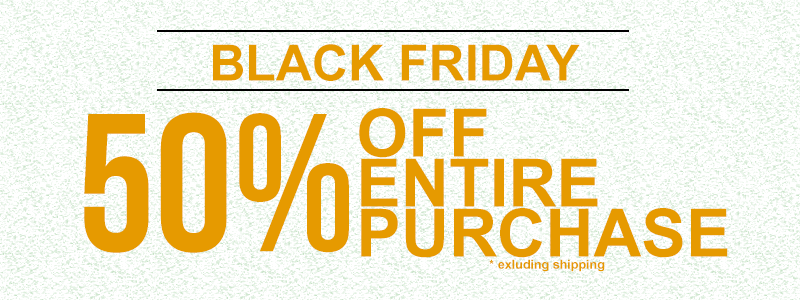 BLACK FRIDAY
50% OFF
ENTIRE
PURCHASE
* exluding shipping